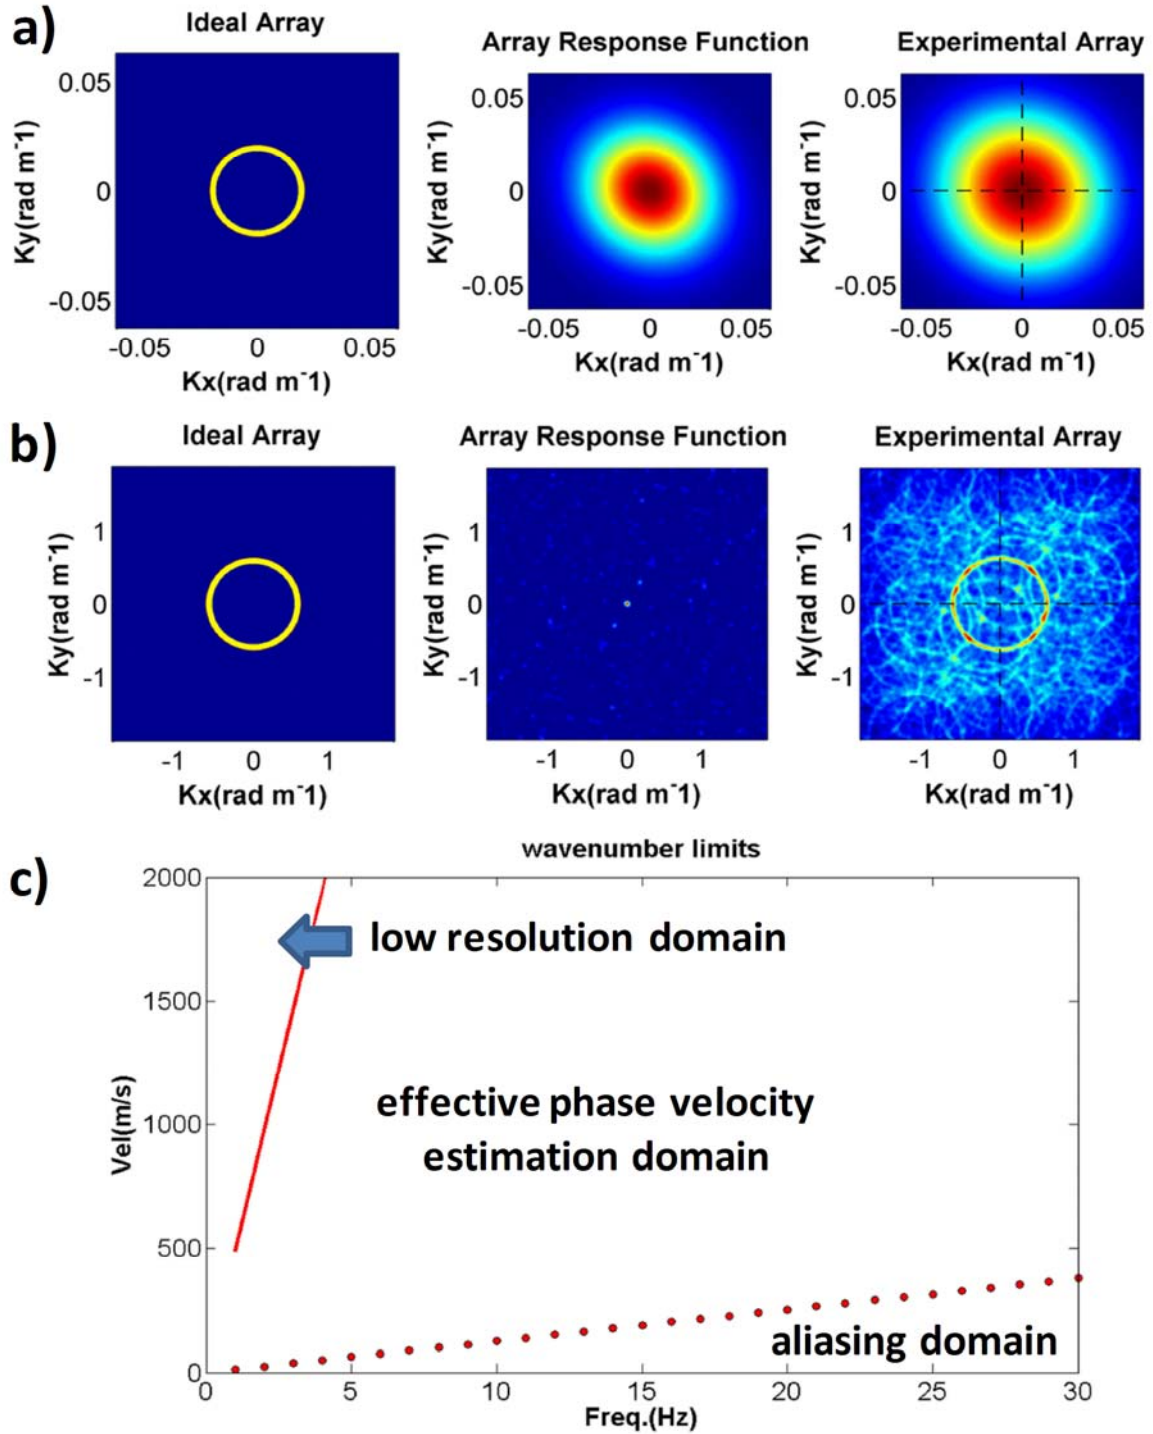 a)
Ideal Array
Array Response Function
Experimental Array
Ky(rad m-1)
0.05
0
-0.05
-0.05 0 0.05
Kx(rad m-1)
Ky(rad m-1)
0.05
0
-0.05
-0.05 0 0.05
Kx(rad m-1)
Ky(rad m-1)
0.05
0
-0.05
-0.05 0 0.05
Kx(rad m-1)
b)
Ideal Array
Array Response Function
Experimental Array
Ky(rad m-1)
1
0
-1
-1 0 1
Kx(rad m-1)
Ky(rad m-1)
1
0
-1
-1 0 1
Kx(rad m-1)
Ky(rad m-1)
1
0
-1
-1 0 1
Kx(rad m-1)
c)
wavenumber limits
Vel(m/s)
2000
1500
1000
500
0
low resolution domain
effective phase velocity
estimation domain
aliasing domain
0 5 10 15 20 25 30
Freq.(Hz)